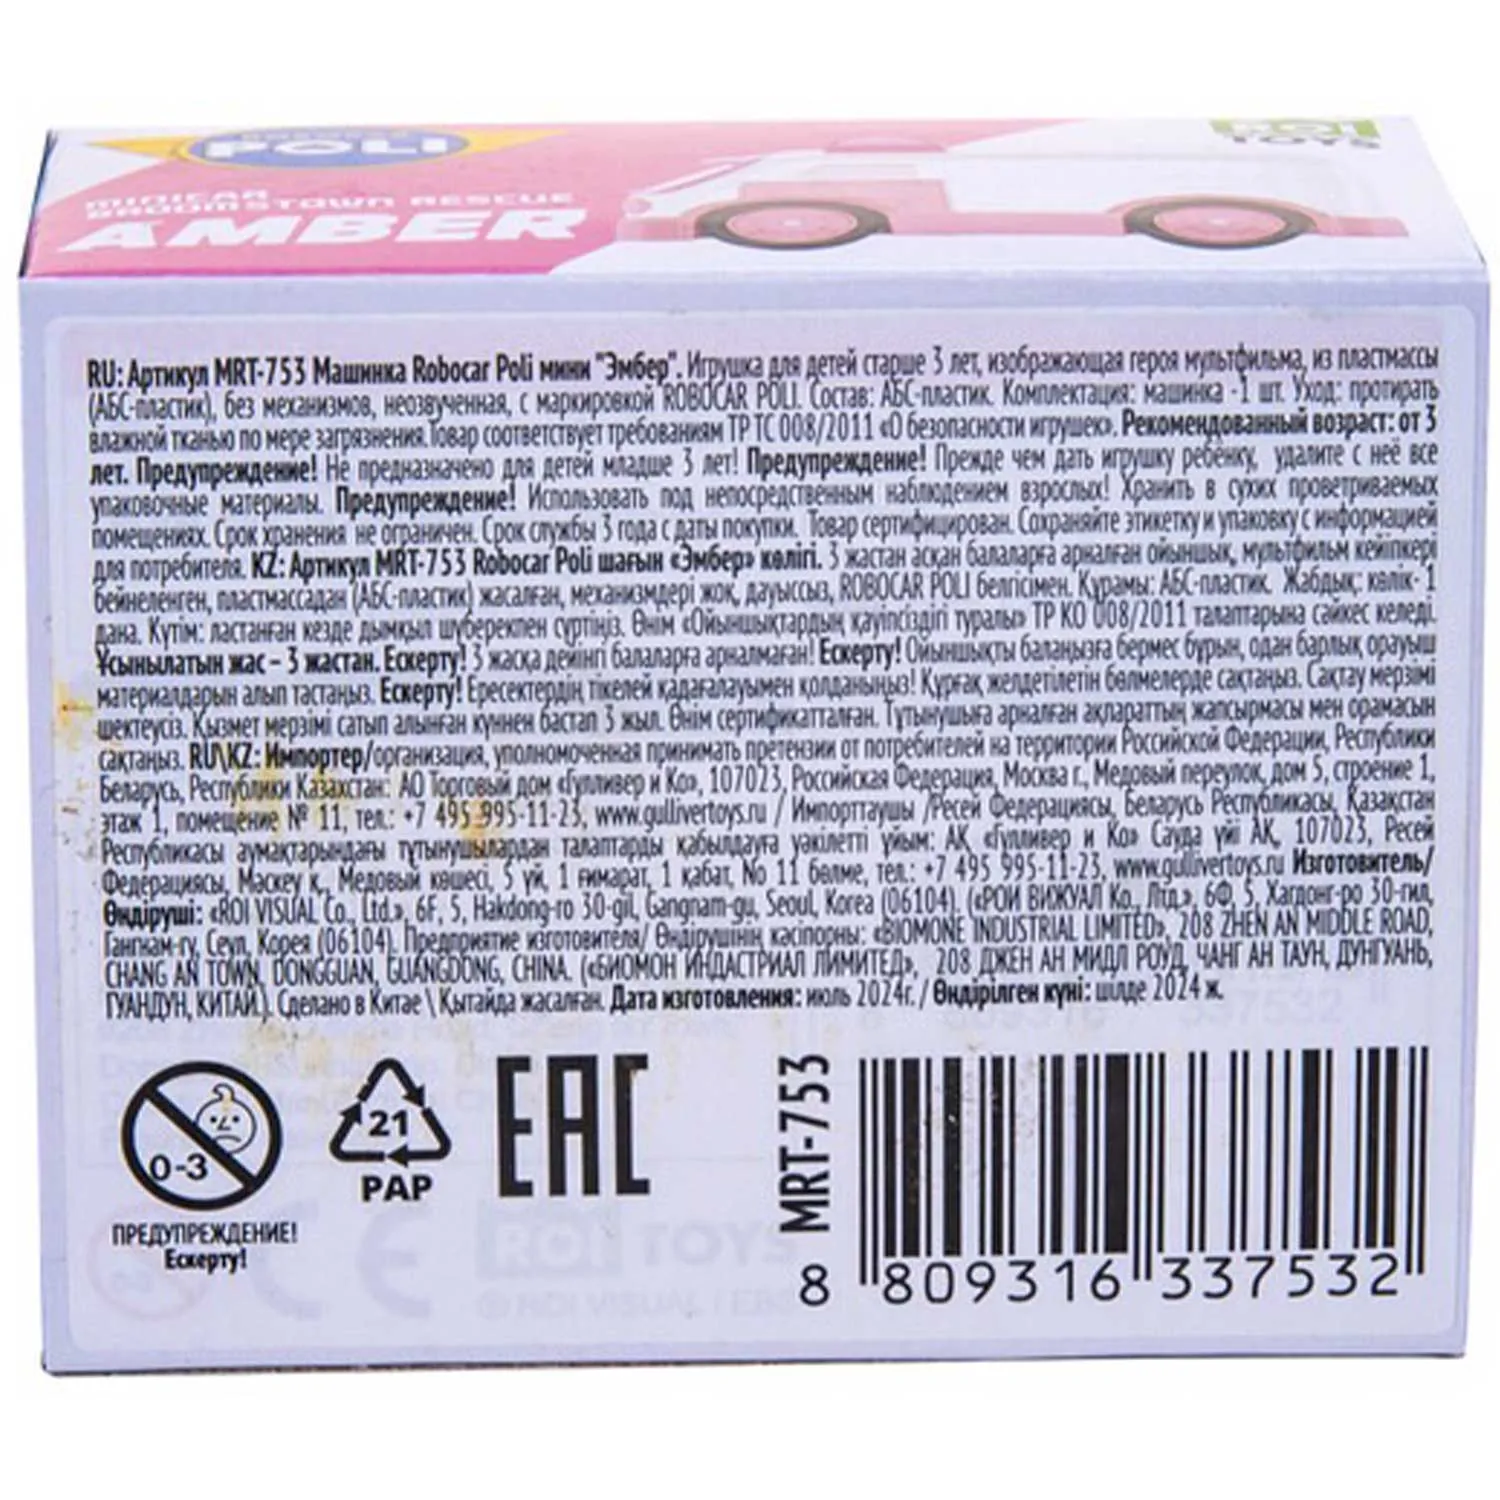 POLI
ROI
TOYS
MINICAR
BROOMSTOWN RESCUE
AMBER
RU: Артикул MRT-753 Машинка Robocar Poli мини "Эмбер". Игрушка для детей старше 3 лет, изображающая героя мультфильма, из пластмассы
(АБС-пластик), без механизмов, неозвученная, с маркировкой ROBOCAR POLI. Состав: АБС-пластик. Комплектация: машинка -1 шт. Уход: протирать
влажной тканью по мере загрязнения.Товар соответствует требованиям ТР ТС 008/2011 «О безопасности игрушек». Рекомендованный возраст: от 3
лет. Предупреждение! Не предназначено для детей младше 3 лет! Предупреждение! Прежде чем дать игрушку ребёнку, удалите с неё все
упаковочные материалы. Предупреждение! Использовать под непосредственным наблюдением взрослых! Хранить в сухих проветриваемых
помещениях. Срок хранения не ограничен. Срок службы 3 года с даты покупки. Товар сертифицирован. Сохраняйте этикетку и упаковку с информацией
для потребителя. KZ: Артикул MRT-753 Robocar Poli шағын «Эмбер» көлігі. 3 жастан асқан балаларға арналған ойыншық, мультфильм кейіпкері
бейнеленген, пластмассадан (АБС-пластик) жасалған, механизмдері жоқ, дауыссыз, ROBOCAR POLI белгісімен. Құрамы: АБС-пластик. Жабдық: көлік- 1
дана. Күтім: ластанған кезде дымқыл шүберекпен сүртіңіз. Өнім «Ойыншықтардың қауіпсіздігі туралы» ТР КО 008/2011 талаптарына сәйкес келеді.
Ұсынылатын жас – 3 жастан. Ескерту! 3 жасқа дейінгі балаларға арналмаған! Ескерту! Ойыншықты балаңызға бермес бұрын, одан барлық орауыш
материалдарын алып тастаңыз. Ескерту! Ересектердің тікелей қадағалауымен қолданыңыз! Құрғақ желдетілетін бөлмелерде сақтаңыз. Сақтау мерзімі
шектеусіз. Қызмет мерзімі сатып алынған күннен бастап 3 жыл. Өнім сертификатталған. Тұтынушыға арналған ақпараттың жапсырмасы мен орамасын
сақтаңыз. RU\KZ: Импортер/организация, уполномоченная принимать претензии от потребителей на территории Российской Федерации, Республики
Беларусь, Республики Казахстан: АО Торговый дом «Гулливер и Ко», 107023, Российская Федерация, Москва г., Медовый переулок, дом 5, строение 1,
этаж 1, помещение № 11, тел.: +7 495 995-11-23, www.gullivertoys.ru / Импорттаушы /Ресей Федерациясы, Беларусь Республикасы, Қазақстан
Республикасы аумақтарындағы тұтынушылардан талаптарды қабылдауға уәкілетті ұйым: АҚ «Гулливер и Ко» Сауда үйі АҚ, 107023, Ресей
Федерациясы, Мәскеу қ., Медовый көшесі, 5 үй, 1 ғимарат, 1 қабат, No 11 бөлме, тел.: +7 495 995-11-23, www.gullivertoys.ru Изготовитель/
Өндіруші: «ROI VISUAL Co., Ltd.», 6F, 5, Hakdong-ro 30-gil, Gangnam-gu, Seoul, Korea (06104). («РОИ ВИЖУАЛ Ко., Лтд.», 6Ф, 5, Хагдонг-ро 30-гил,
Гангнам-гу, Сеул, Корея (06104). Предприятие изготовителя/ Өндірушінің кәсіпорны: «BIOMONE INDUSTRIAL LIMITED», 208 ZHEN AN MIDDLE ROAD,
CHANG AN TOWN, DONGGUAN, GUANGDONG, CHINA. («БИОМОН ИНДАСТРИАЛ ЛИМИТЕД», 208 ДЖЕН АН МИДЛ РОУД, ЧАНГ АН ТАУН, ДУНГУАНЬ,
ГУАНДУН, КИТАЙ). Сделано в Китае \ Қытайда жасалған. Дата изготовления: июль 2024г. / Өндірілген күні: шілде 2024 ж.
0-3
ПРЕДУПРЕЖДЕНИЕ!
Ескерту!
21
PAP
EAC
MRT-753
8 809316 337532
ROI TOYS